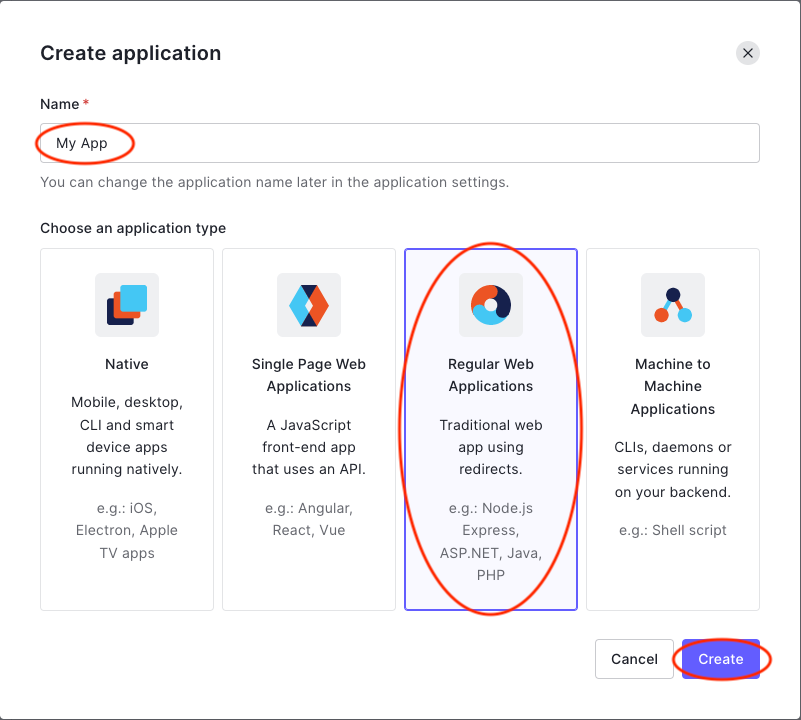 Create application
Name *
My App
You can change the application name later in the application settings.
Choose an application type
Native
Mobile, desktop,
CLI and smart
device apps
running natively.
e.g.: iOS,
Electron, Apple
TV apps
Single Page Web
Applications
A JavaScript
front-end app
that uses an API.
e.g.: Angular,
React, Vue
Regular Web
Applications
Traditional web
app using
redirects.
e.g.: Node.js
Express,
ASP.NET, Java,
PHP
Machine to
Machine
Applications
CLIs, daemons or
services running
on your backend.
e.g.: Shell script
Cancel
Create